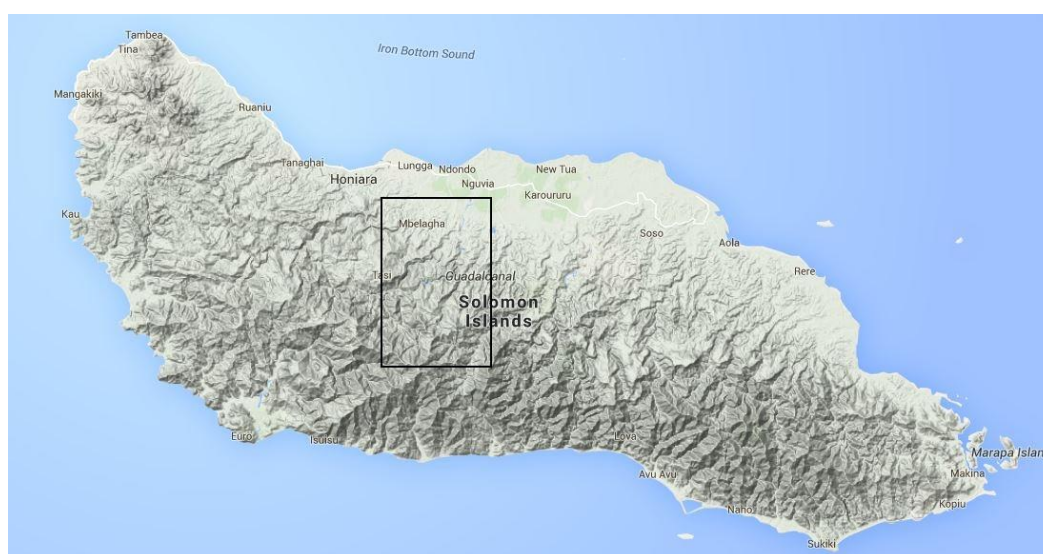 Tambea
Tina
Iron Bottom Sound
Mangakiki
Ruaniu
Tanaghai
Lungga
Ndondo
New Tua
Honiara
Nguvia
Karoururu
Kau
Mbelagha
Soso
Aola
Tasi
Guadalcanal
Rere
Solomon
Islands
Euro
Isuisu
Lova
Marapa Islan
Avu Avu
Makina
Naho
Kopiu
Sukiki